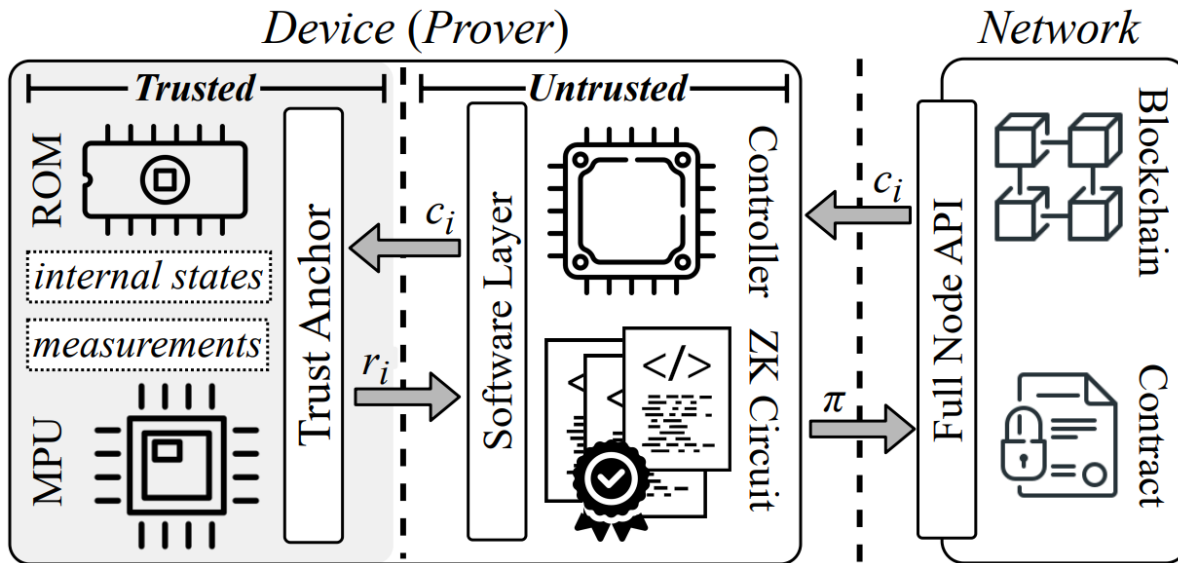 Device (Prover)
Network
Trusted
Untrusted
ROM
internal states
measurements
MPU
Trust Anchor
c_i
r_i
Software Layer
Controller
</>
ZK Circuit
c_i
π
Full Node API
Blockchain
Contract